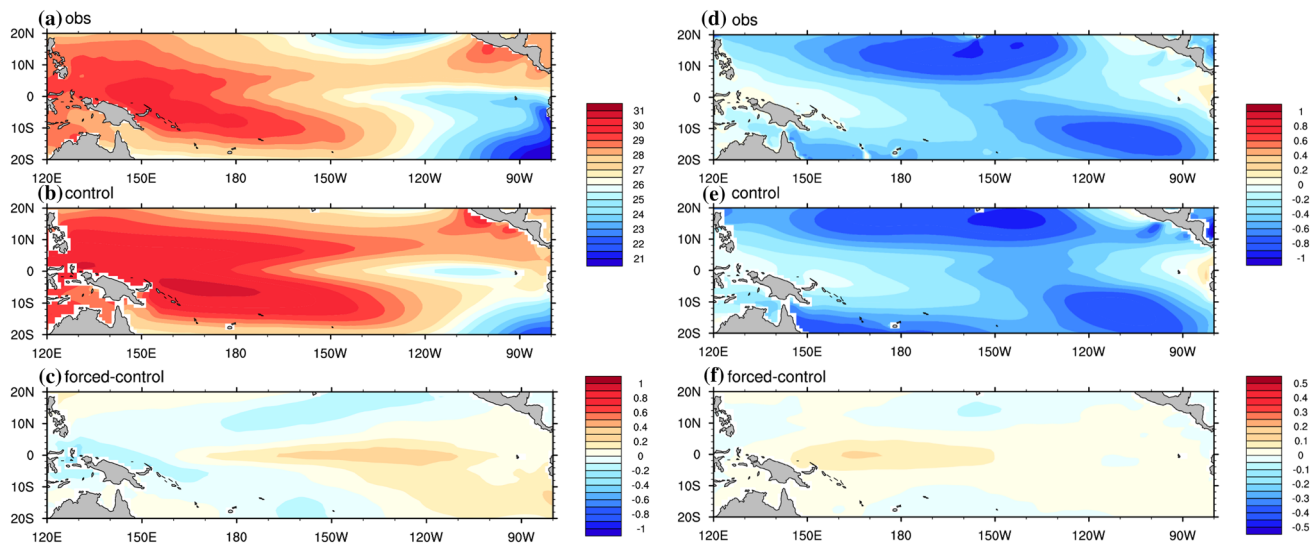 (a) obs
20N
10N
0
10S
20S
120E 150E 180 150W 120W 90W
(b) control
20N
10N
0
10S
20S
120E 150E 180 150W 120W 90W
31
30
29
28
27
26
25
24
23
22
21
(c) forced-control
20N
10N
0
10S
20S
120E 150E 180 150W 120W 90W
1
0.8
0.6
0.4
0.2
0
-0.2
-0.4
-0.6
-0.8
-1
(d) obs
20N
10N
0
10S
20S
120E 150E 180 150W 120W 90W
(e) control
20N
10N
0
10S
20S
120E 150E 180 150W 120W 90W
1
0.8
0.6
0.4
0.2
0
-0.2
-0.4
-0.6
-0.8
-1
(f) forced-control
20N
10N
0
10S
20S
120E 150E 180 150W 120W 90W
0.5
0.4
0.3
0.2
0.1
0
-0.1
-0.2
-0.3
-0.4
-0.5